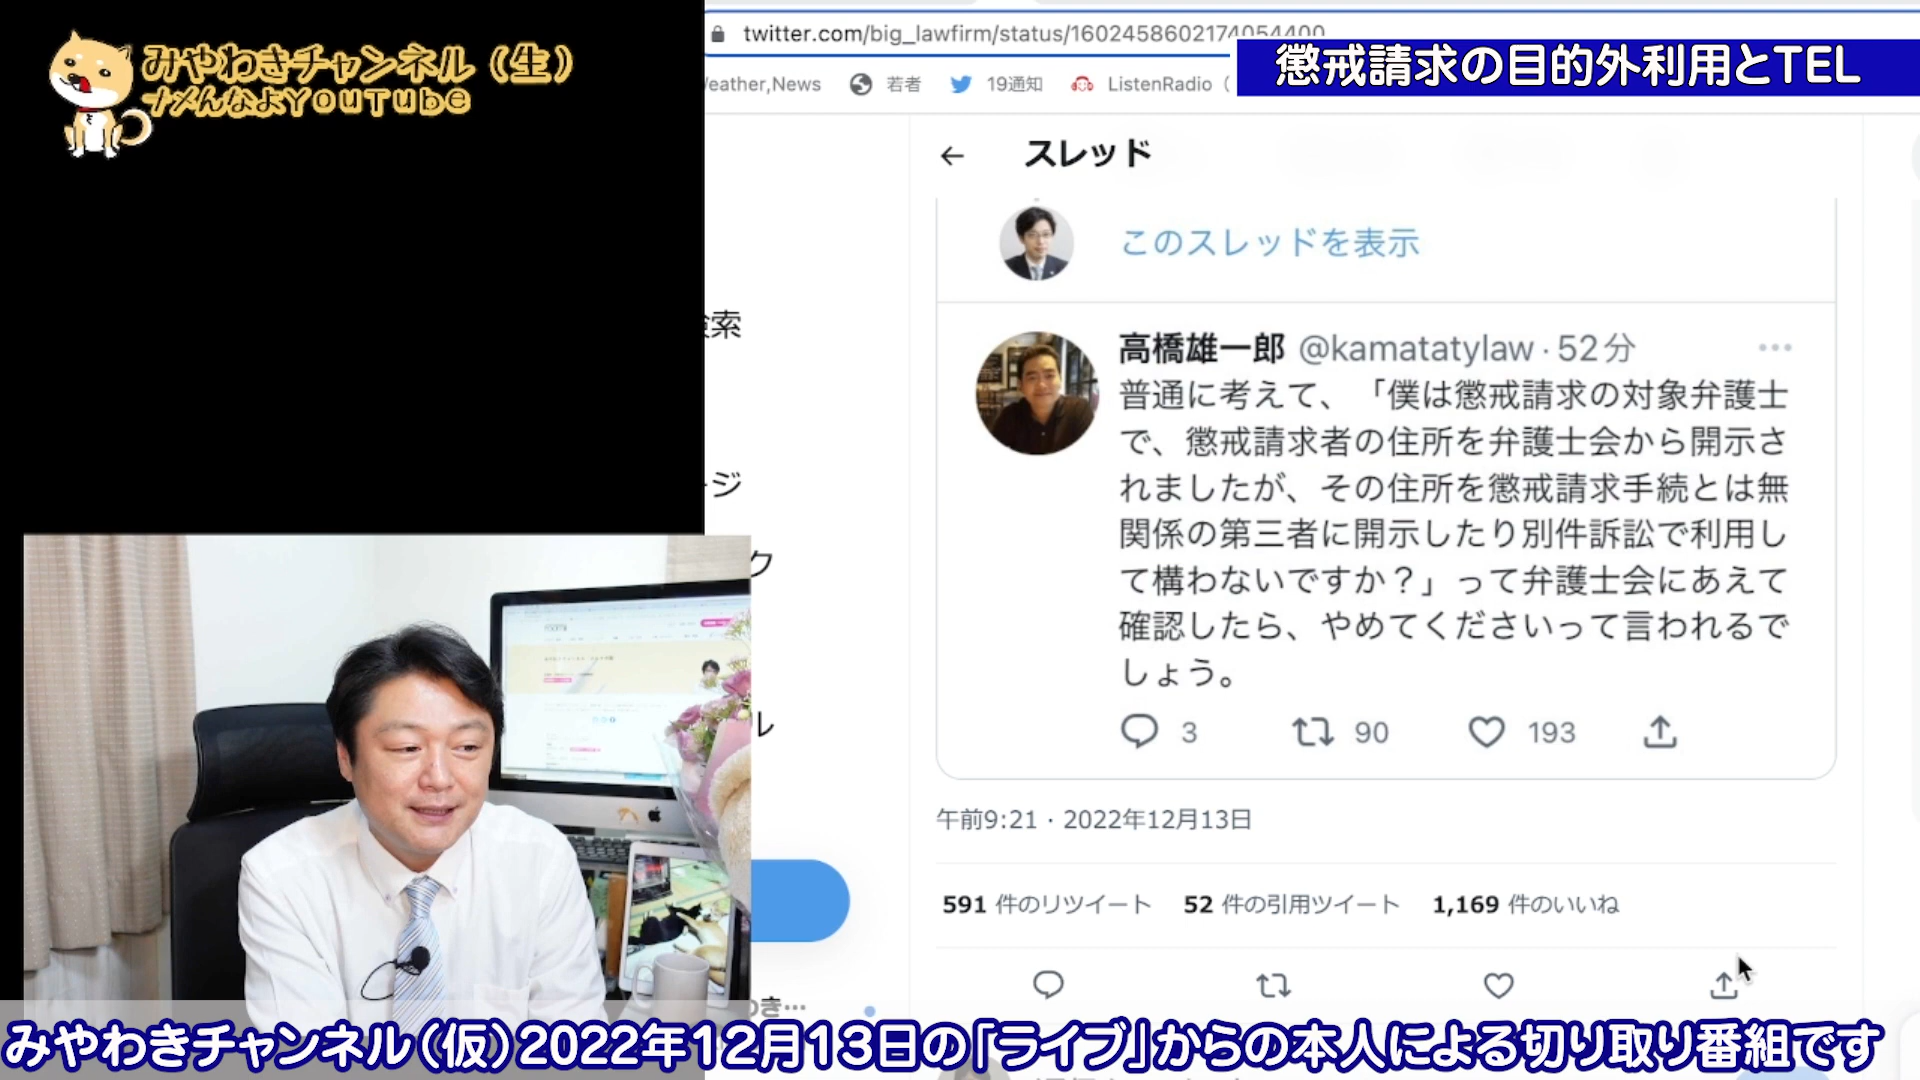 みやわきチャンネル（生）
ナメんなよYouTube
twitter.com/big_lawfirm/status/1602458602174054400
懲戒請求の目的外利用とTEL
eather,News
若者
19通知
ListenRadio（
スレッド
このスレッドを表示
高橋雄一郎 @kamatatylaw · 52分
普通に考えて、「僕は懲戒請求の対象弁護士
で、懲戒請求者の住所を弁護士会から開示さ
れましたが、その住所を懲戒請求手続とは無
関係の第三者に開示したり別件訴訟で利用し
て構わないですか？」って弁護士会にあえて
確認したら、やめてくださいって言われるで
しょう。
3
90
193
索
ージ
ク
ル
午前9:21 · 2022年12月13日
591 件のリツイート
52 件の引用ツイート
1,169 件のいいね
き…
みやわきチャンネル（仮）2022年12月13日の「ライブ」からの本人による切り取り番組です